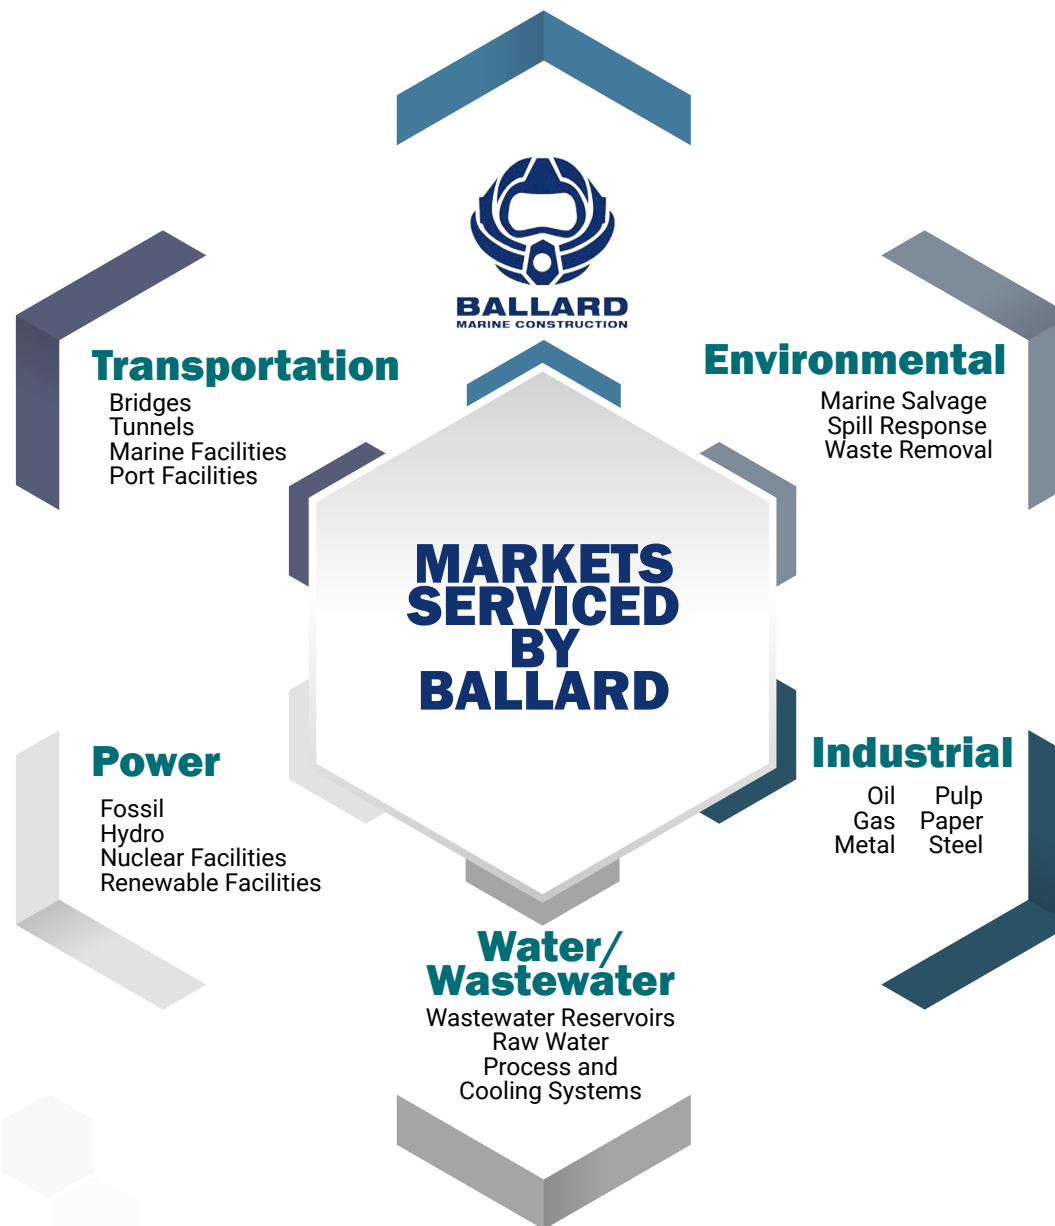 BALLARD
MARINE CONSTRUCTION
Transportation
Bridges
Tunnels
Marine Facilities
Port Facilities
Environmental
Marine Salvage
Spill Response
Waste Removal
MARKETS
SERVICED
BY
BALLARD
Power
Fossil
Hydro
Nuclear Facilities
Renewable Facilities
Industrial
Oil Pulp
Gas Paper
Metal Steel
Water/
Wastewater
Wastewater Reservoirs
Raw Water
Process and
Cooling Systems